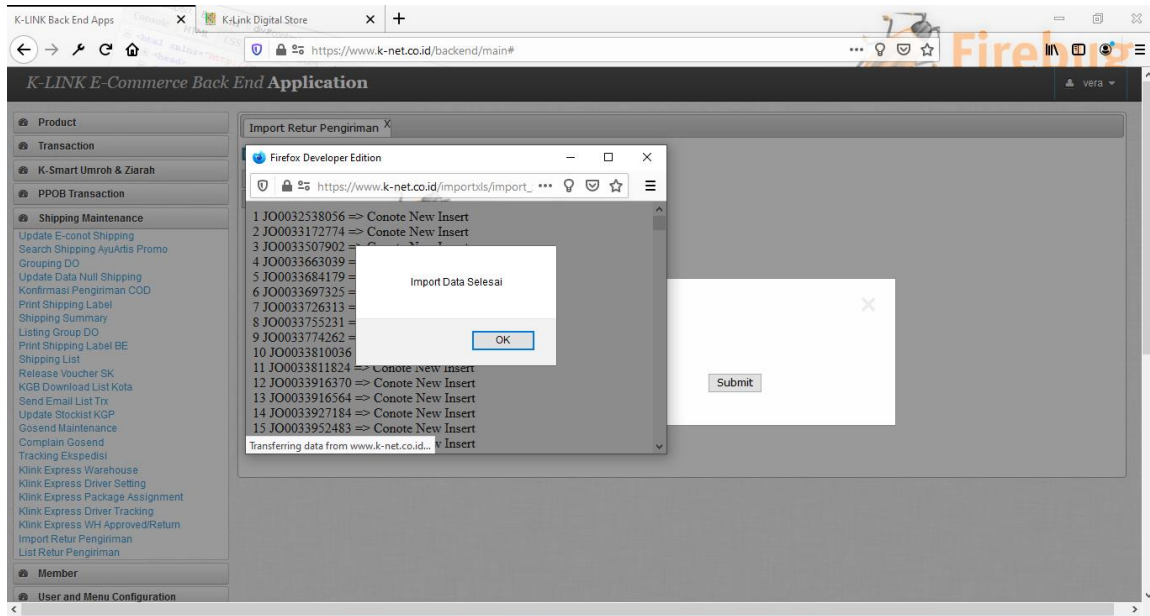 K-LINK Back End Apps
K-Link Digital Store
https://www.k-net.co.id/backend/main#
Firebug
K-LINK E-Commerce Back End Application
vera
Product
Transaction
K-Smart Umroh & Ziarah
PPOB Transaction
Shipping Maintenance
Update E-conot Shipping
Search Shipping AyuArtis Promo
Grouping DO
Update Data Null Shipping
Konfirmasi Pengiriman COD
Print Shipping Label
Shipping Summary
Listing Group DO
Print Shipping Label BE
Shipping List
Release Voucher SK
KGB Download List Kota
Send Email List Trx
Update Stockist KGP
Gosend Maintenance
Complain Gosend
Tracking Ekspedisi
Klink Express Warehouse
Klink Express Driver Setting
Klink Express Package Assignment
Klink Express Driver Tracking
Klink Express WH Approved/Return
Import Retur Pengiriman
List Retur Pengiriman
Member
User and Menu Configuration
Import Retur Pengiriman X
Firefox Developer Edition
https://www.k-net.co.id/importxls/import_
1 JO0032538056 => Conote New Insert
2 JO0033172774 => Conote New Insert
3 JO0033507902 =
4 JO0033663039 =
5 JO0033684179 =
6 JO0033697325 =
7 JO0033726313 =
8 JO0033755231 =
9 JO0033774262 =
10 JO0033810036
11 JO0033811824 => Conote New Insert
12 JO0033916370 => Conote New Insert
13 JO0033916564 => Conote New Insert
14 JO0033927184 => Conote New Insert
15 JO0033952483 => Conote New Insert
Insert
Transferring data from www.k-net.co.id...
Import Data Selesai
OK
Submit